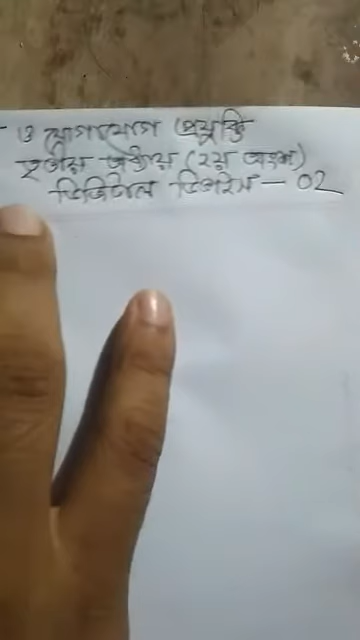 ও যোগাযোগ প্রযুক্তি
তৃতীয় অধ্যায় (২য় অংশ)
ডিজিটাল ডিভাইস - 02